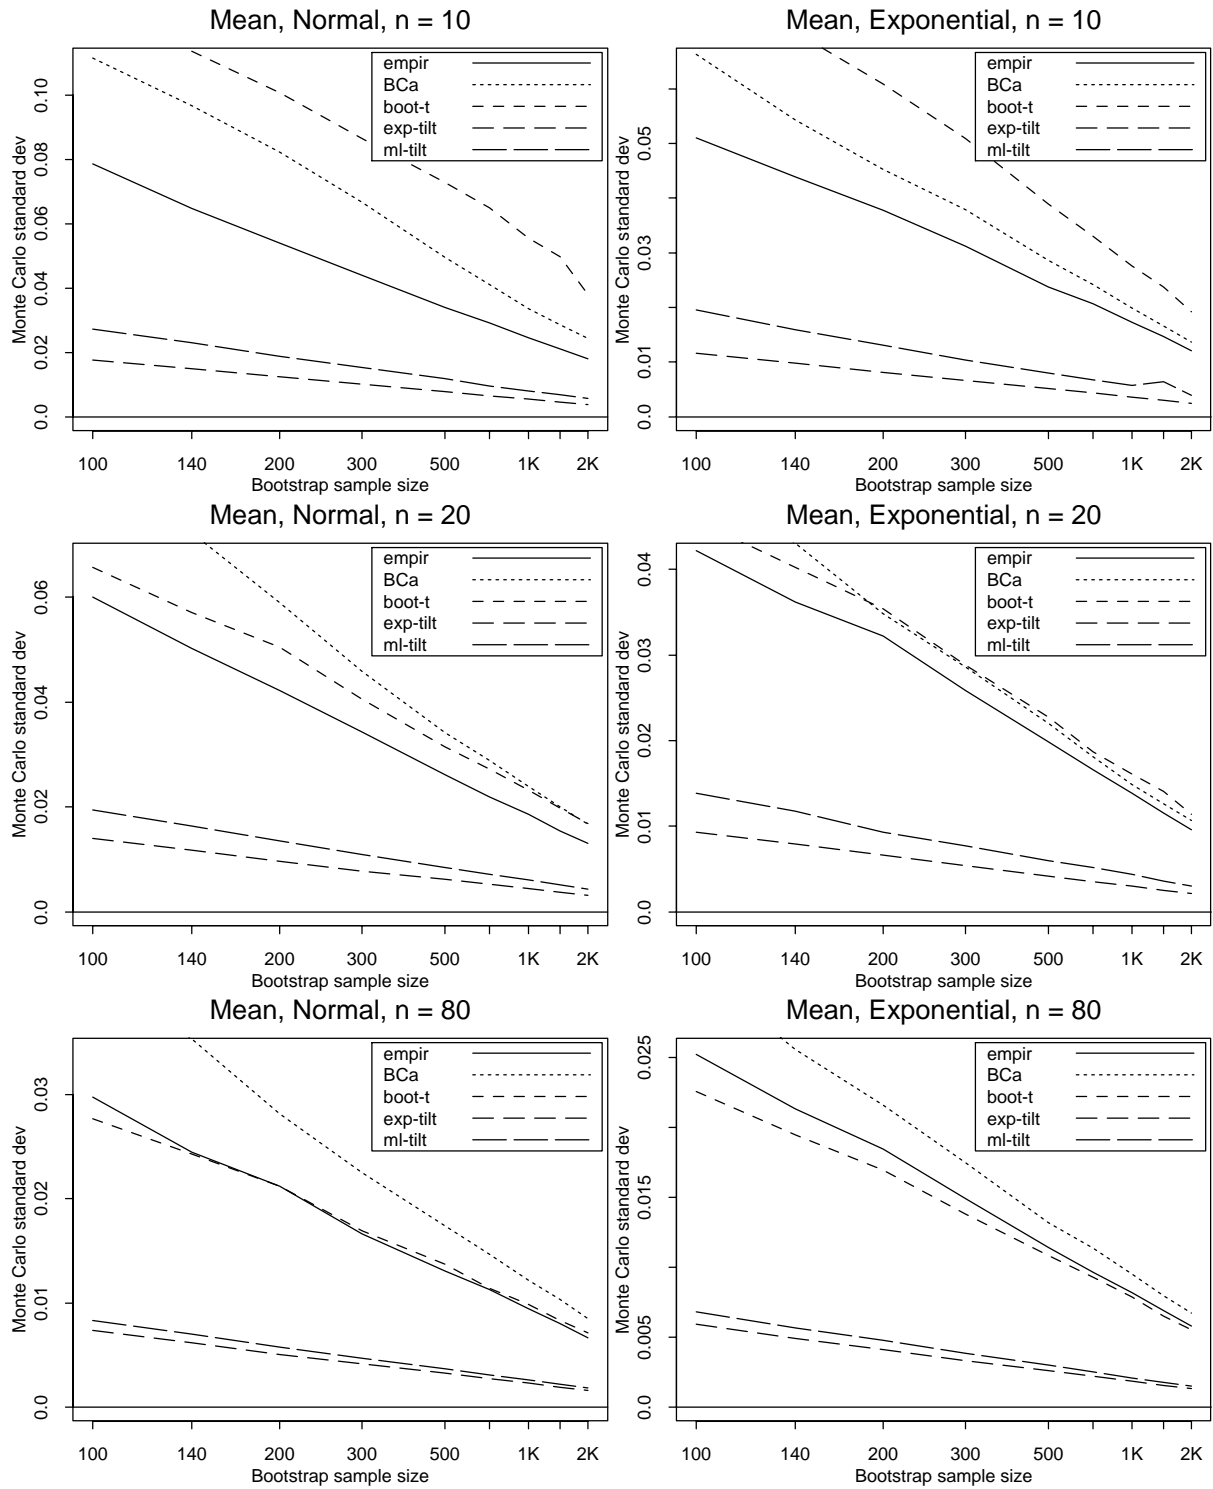 Mean, Normal, n = 10
Monte Carlo standard dev
0.0 0.02 0.04 0.06 0.08 0.10
empir
BCa
boot-t
exp-tilt
ml-tilt
100 140 200 300 500 1K 2K
Bootstrap sample size
Mean, Exponential, n = 10
Monte Carlo standard dev
0.0 0.01 0.03 0.05
empir
BCa
boot-t
exp-tilt
ml-tilt
100 140 200 300 500 1K 2K
Bootstrap sample size
Mean, Normal, n = 20
Monte Carlo standard dev
0.0 0.02 0.04 0.06
empir
BCa
boot-t
exp-tilt
ml-tilt
100 140 200 300 500 1K 2K
Bootstrap sample size
Mean, Exponential, n = 20
Monte Carlo standard dev
0.0 0.01 0.02 0.03 0.04
empir
BCa
boot-t
exp-tilt
ml-tilt
100 140 200 300 500 1K 2K
Bootstrap sample size
Mean, Normal, n = 80
Monte Carlo standard dev
0.0 0.01 0.02 0.03
empir
BCa
boot-t
exp-tilt
ml-tilt
100 140 200 300 500 1K 2K
Bootstrap sample size
Mean, Exponential, n = 80
Monte Carlo standard dev
0.0 0.005 0.015 0.025
empir
BCa
boot-t
exp-tilt
ml-tilt
100 140 200 300 500 1K 2K
Bootstrap sample size